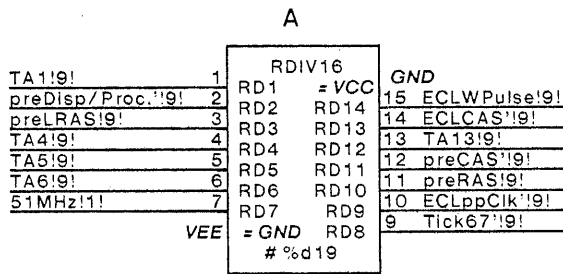 A
RDIV16
TA1!9! 1 RD1 =VCC GND
preDisp/Proc.'!9! 2 RD2 RD14 15 ECLWPulse!9!
preLRAS!9! 3 RD3 RD13 14 ECLCAS'!9!
TA4!9! 4 RD4 RD12 13 TA13!9!
TA5!9! 5 RD5 RD11 12 preCAS'!9!
TA6!9! 6 RD6 RD10 11 preRAS!9!
51MHz!1! 7 RD7 RD9 10 ECLppClk'!9!
VEE =GND RD8 9 Tick67'!9!
# %d19